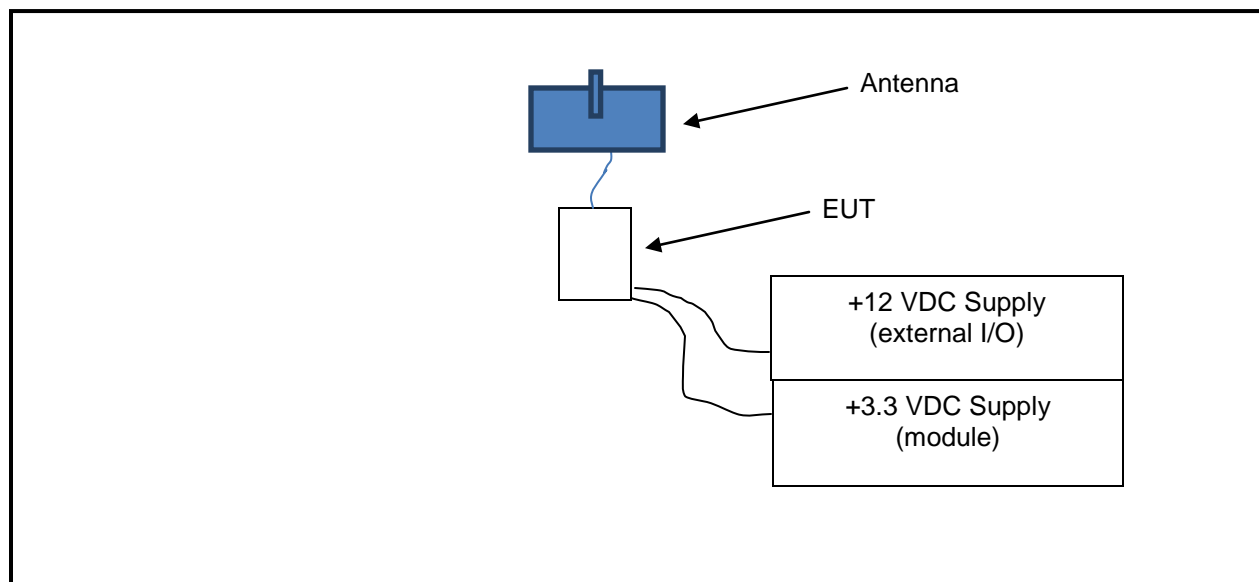 Antenna
EUT
+12 VDC Supply
(external I/O)
+3.3 VDC Supply
(module)